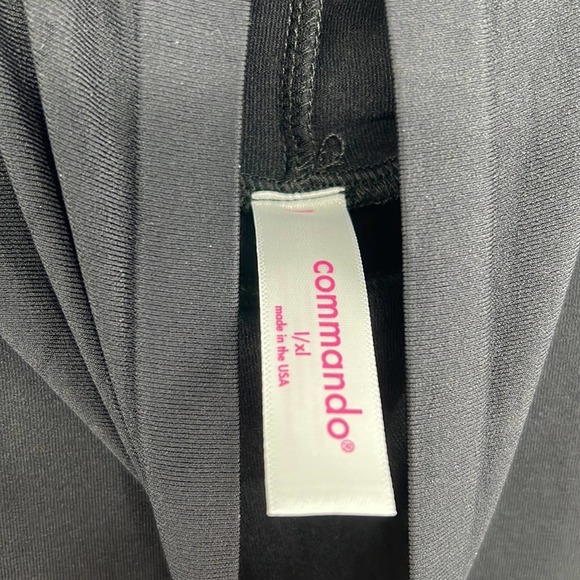 commando®
l/xl
made in the USA